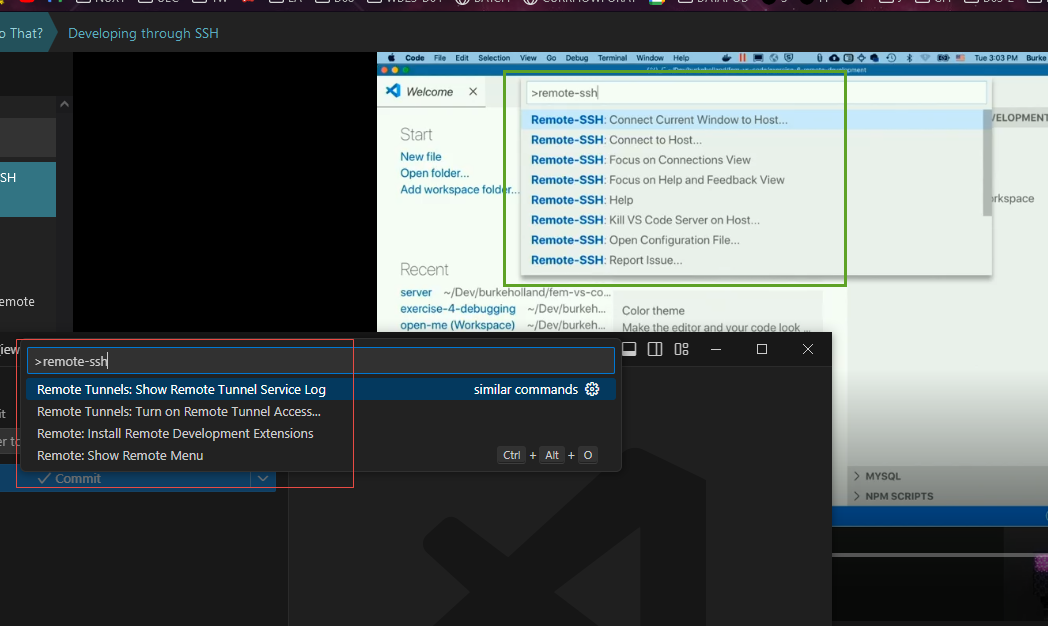 o That?
Developing through SSH
Code File Edit Selection View Go Debug Terminal Window Help
Tue 3:03 PM Burke
Welcome
>remote-ssh
Remote-SSH: Connect Current Window to Host...
Remote-SSH: Connect to Host...
Remote-SSH: Focus on Connections View
Remote-SSH: Focus on Help and Feedback View
Remote-SSH: Help
Remote-SSH: Kill VS Code Server on Host...
Remote-SSH: Open Configuration File...
Remote-SSH: Report Issue...
VELOPMENT
rkspace
Start
New file
Open folder...
Add workspace folder...
SH
emote
Recent
server ~/Dev/burkeholland/fem-vs-co...
exercise-4-debugging ~/Dev/burkeh...
open-me (Workspace) ~/Dev/burkeh...
Color theme
Make the editor and your code look ...
iew
>remote-ssh
Remote Tunnels: Show Remote Tunnel Service Log
similar commands
Remote Tunnels: Turn on Remote Tunnel Access...
Remote: Install Remote Development Extensions
Remote: Show Remote Menu
Ctrl + Alt + O
it
er to
Commit
MYSQL
NPM SCRIPTS